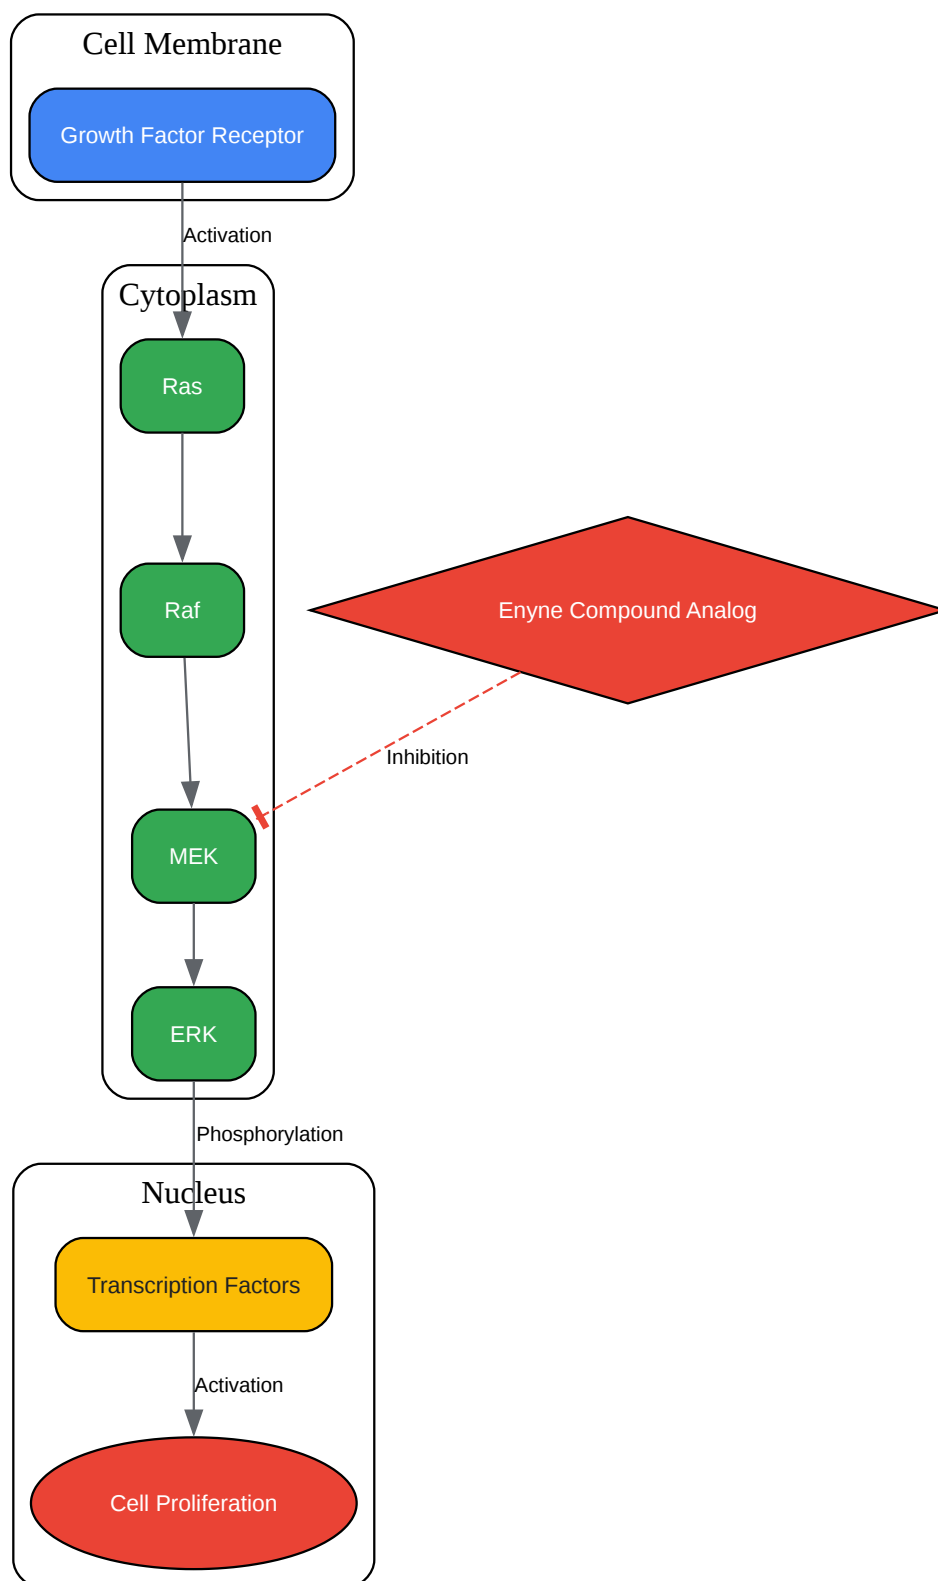 Cell Membrane
Growth Factor Receptor
Activation
Cytoplasm
Ras
Raf
Enyne Compound Analog
Inhibition
MEK
ERK
Phosphorylation
Nucleus
Transcription Factors
Activation
Cell Proliferation